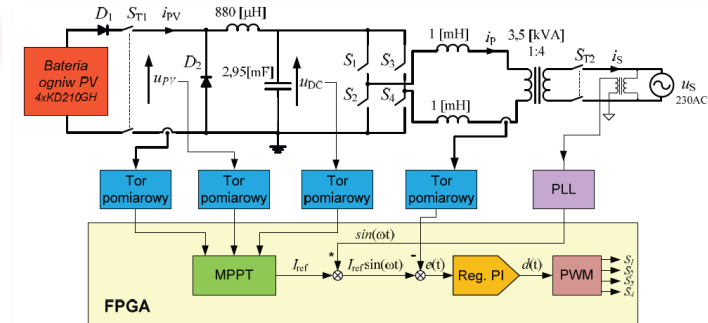 D1
ST1
iPV
880 [µH]
D2
uPV
2,95[mF]
uDC
S1
S3
S2
S4
1 [mH]
iP
1 [mH]
3,5 [kVA]
1:4
ST2
iS
uS
230AC
Bateria
ogniw PV
4xKD210GH
Tor
pomiarowy
Tor
pomiarowy
Tor
pomiarowy
Tor
pomiarowy
PLL
sin(ωt)
MPPT
Iref
*
Iref sin(ωt)
-
e(t)
Reg. PI
d(t)
PWM
S1
S2
S3
S4
FPGA